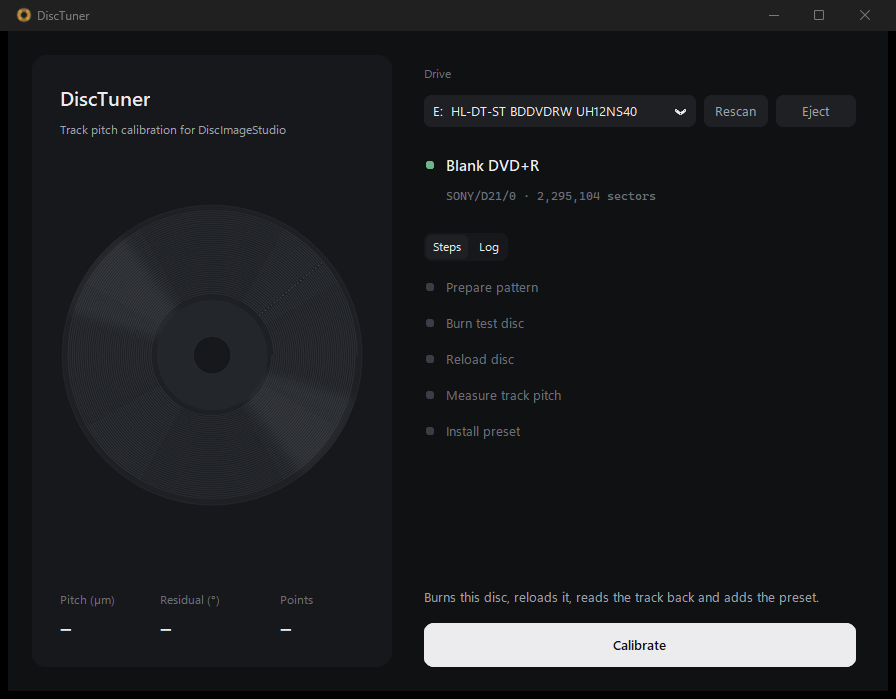 DiscTuner
DiscTuner
Track pitch calibration for DiscImageStudio
Pitch (µm)
Residual (°)
Points
–
–
–
Drive
E: HL-DT-ST BDDVDRW UH12NS40
Rescan
Eject
Blank DVD+R
SONY/D21/0 · 2,295,104 sectors
Steps
Log
Prepare pattern
Burn test disc
Reload disc
Measure track pitch
Install preset
Burns this disc, reloads it, reads the track back and adds the preset.
Calibrate